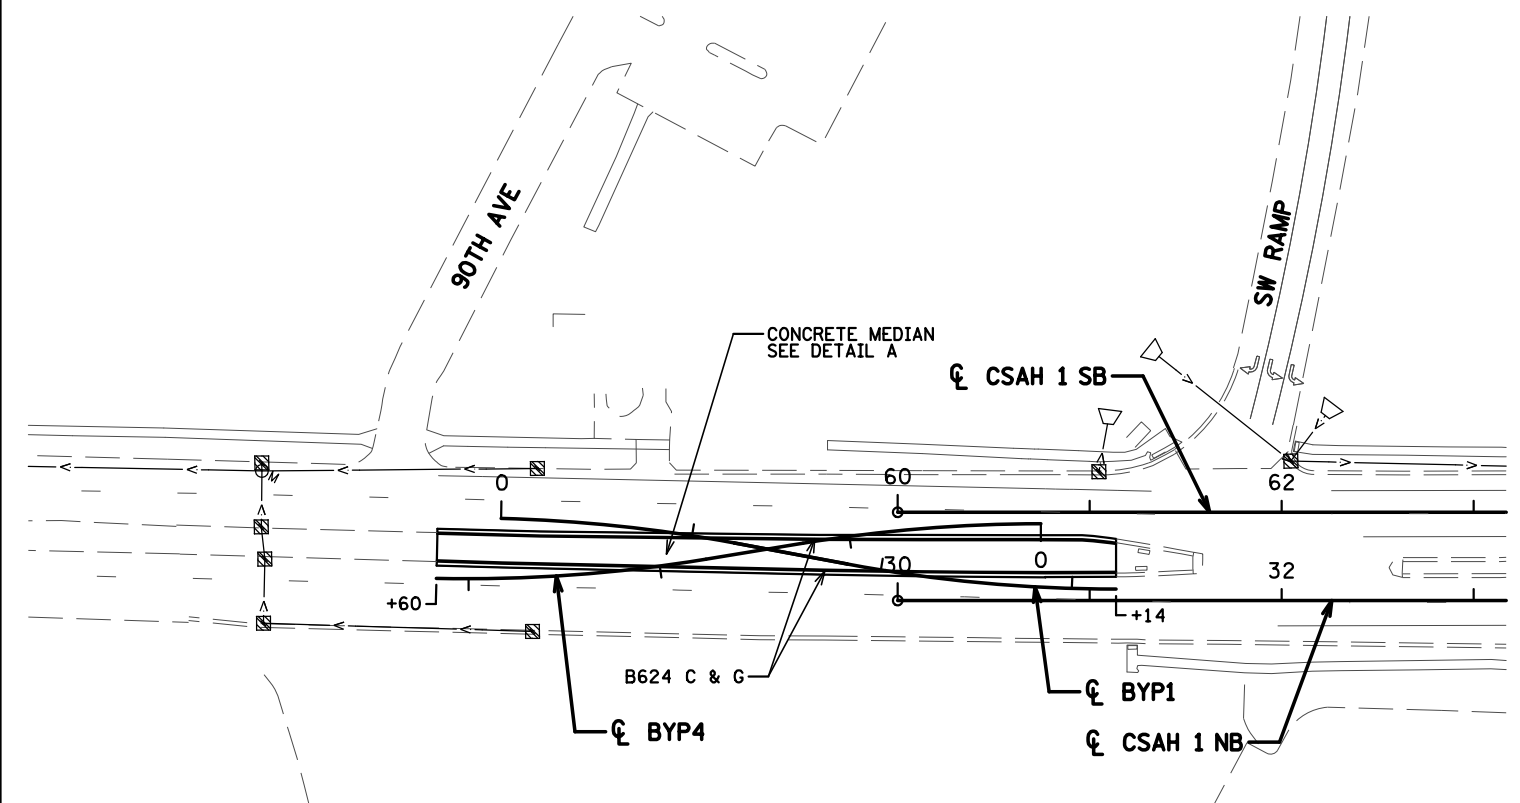 90TH AVE
SW RAMP
CONCRETE MEDIAN
SEE DETAIL A
℄ CSAH 1 SB
M
0
60
62
0
30
32
+60
+14
B624 C & G
℄ BYP1
℄ BYP4
℄ CSAH 1 NB